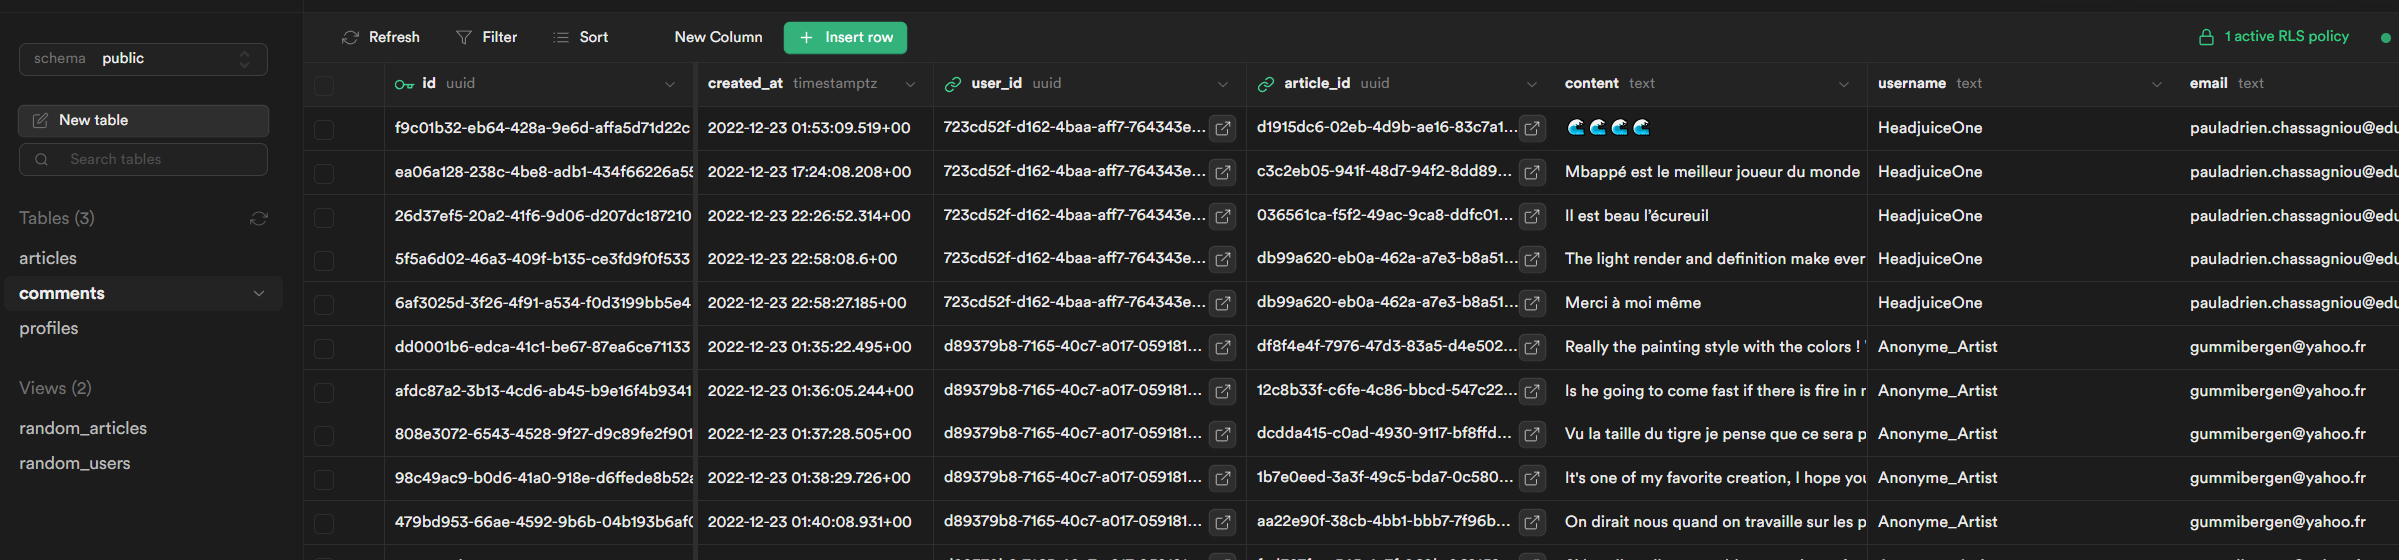 Refresh Filter Sort New Column + Insert row 1 active RLS policy
schema public
New table
Search tables
Tables (3)
articles
comments
profiles
Views (2)
random_articles
random_users
id uuid created_at timestamptz user_id uuid article_id uuid content text username text email text
f9c01b32-eb64-428a-9e6d-affa5d71d22c 2022-12-23 01:53:09.519+00 723cd52f-d162-4baa-aff7-764343e... d1915dc6-02eb-4d9b-ae16-83c7a1... 🌊🌊🌊🌊 HeadjuiceOne pauladrien.chassagniou@edu
ea06a128-238c-4be8-adb1-434f66226a55 2022-12-23 17:24:08.208+00 723cd52f-d162-4baa-aff7-764343e... c3c2eb05-941f-48d7-94f2-8dd89... Mbappé est le meilleur joueur du monde HeadjuiceOne pauladrien.chassagniou@edu
26d37ef5-20a2-41f6-9d06-d207dc187210 2022-12-23 22:26:52.314+00 723cd52f-d162-4baa-aff7-764343e... 036561ca-f5f2-49ac-9ca8-ddfc01... Il est beau l'écureuil HeadjuiceOne pauladrien.chassagniou@edu
5f5a6d02-46a3-409f-b135-ce3fd9f0f533 2022-12-23 22:58:08.6+00 723cd52f-d162-4baa-aff7-764343e... db99a620-eb0a-462a-a7e3-b8a51... The light render and definition make ever HeadjuiceOne pauladrien.chassagniou@edu
6af3025d-3f26-4f91-a534-f0d3199bb5e4 2022-12-23 22:58:27.185+00 723cd52f-d162-4baa-aff7-764343e... db99a620-eb0a-462a-a7e3-b8a51... Merci à moi même HeadjuiceOne pauladrien.chassagniou@edu
dd0001b6-edca-41c1-be67-87ea6ce71133 2022-12-23 01:35:22.495+00 d89379b8-7165-40c7-a017-059181... df8f4e4f-7976-47d3-83a5-d4e502... Really the painting style with the colors ! Anonyme_Artist gummibergen@yahoo.fr
afdc87a2-3b13-4cd6-ab45-b9e16f4b9341 2022-12-23 01:36:05.244+00 d89379b8-7165-40c7-a017-059181... 12c8b33f-c6fe-4c86-bbcd-547c22... Is he going to come fast if there is fire in Anonyme_Artist gummibergen@yahoo.fr
808e3072-6543-4528-9f27-d9c89fe2f901 2022-12-23 01:37:28.505+00 d89379b8-7165-40c7-a017-059181... dcdda415-c0ad-4930-9117-bf8ffd... Vu la taille du tigre je pense que ce sera p Anonyme_Artist gummibergen@yahoo.fr
98c49ac9-b0d6-41a0-918e-d6ffede8b52a 2022-12-23 01:38:29.726+00 d89379b8-7165-40c7-a017-059181... 1b7e0eed-3a3f-49c5-bda7-0c580... It's one of my favorite creation, I hope you Anonyme_Artist gummibergen@yahoo.fr
479bd953-66ae-4592-9b6b-04b193b6af0 2022-12-23 01:40:08.931+00 d89379b8-7165-40c7-a017-059181... aa22e90f-38cb-4bb1-bbb7-7f96b... On dirait nous quand on travaille sur les p Anonyme_Artist gummibergen@yahoo.fr